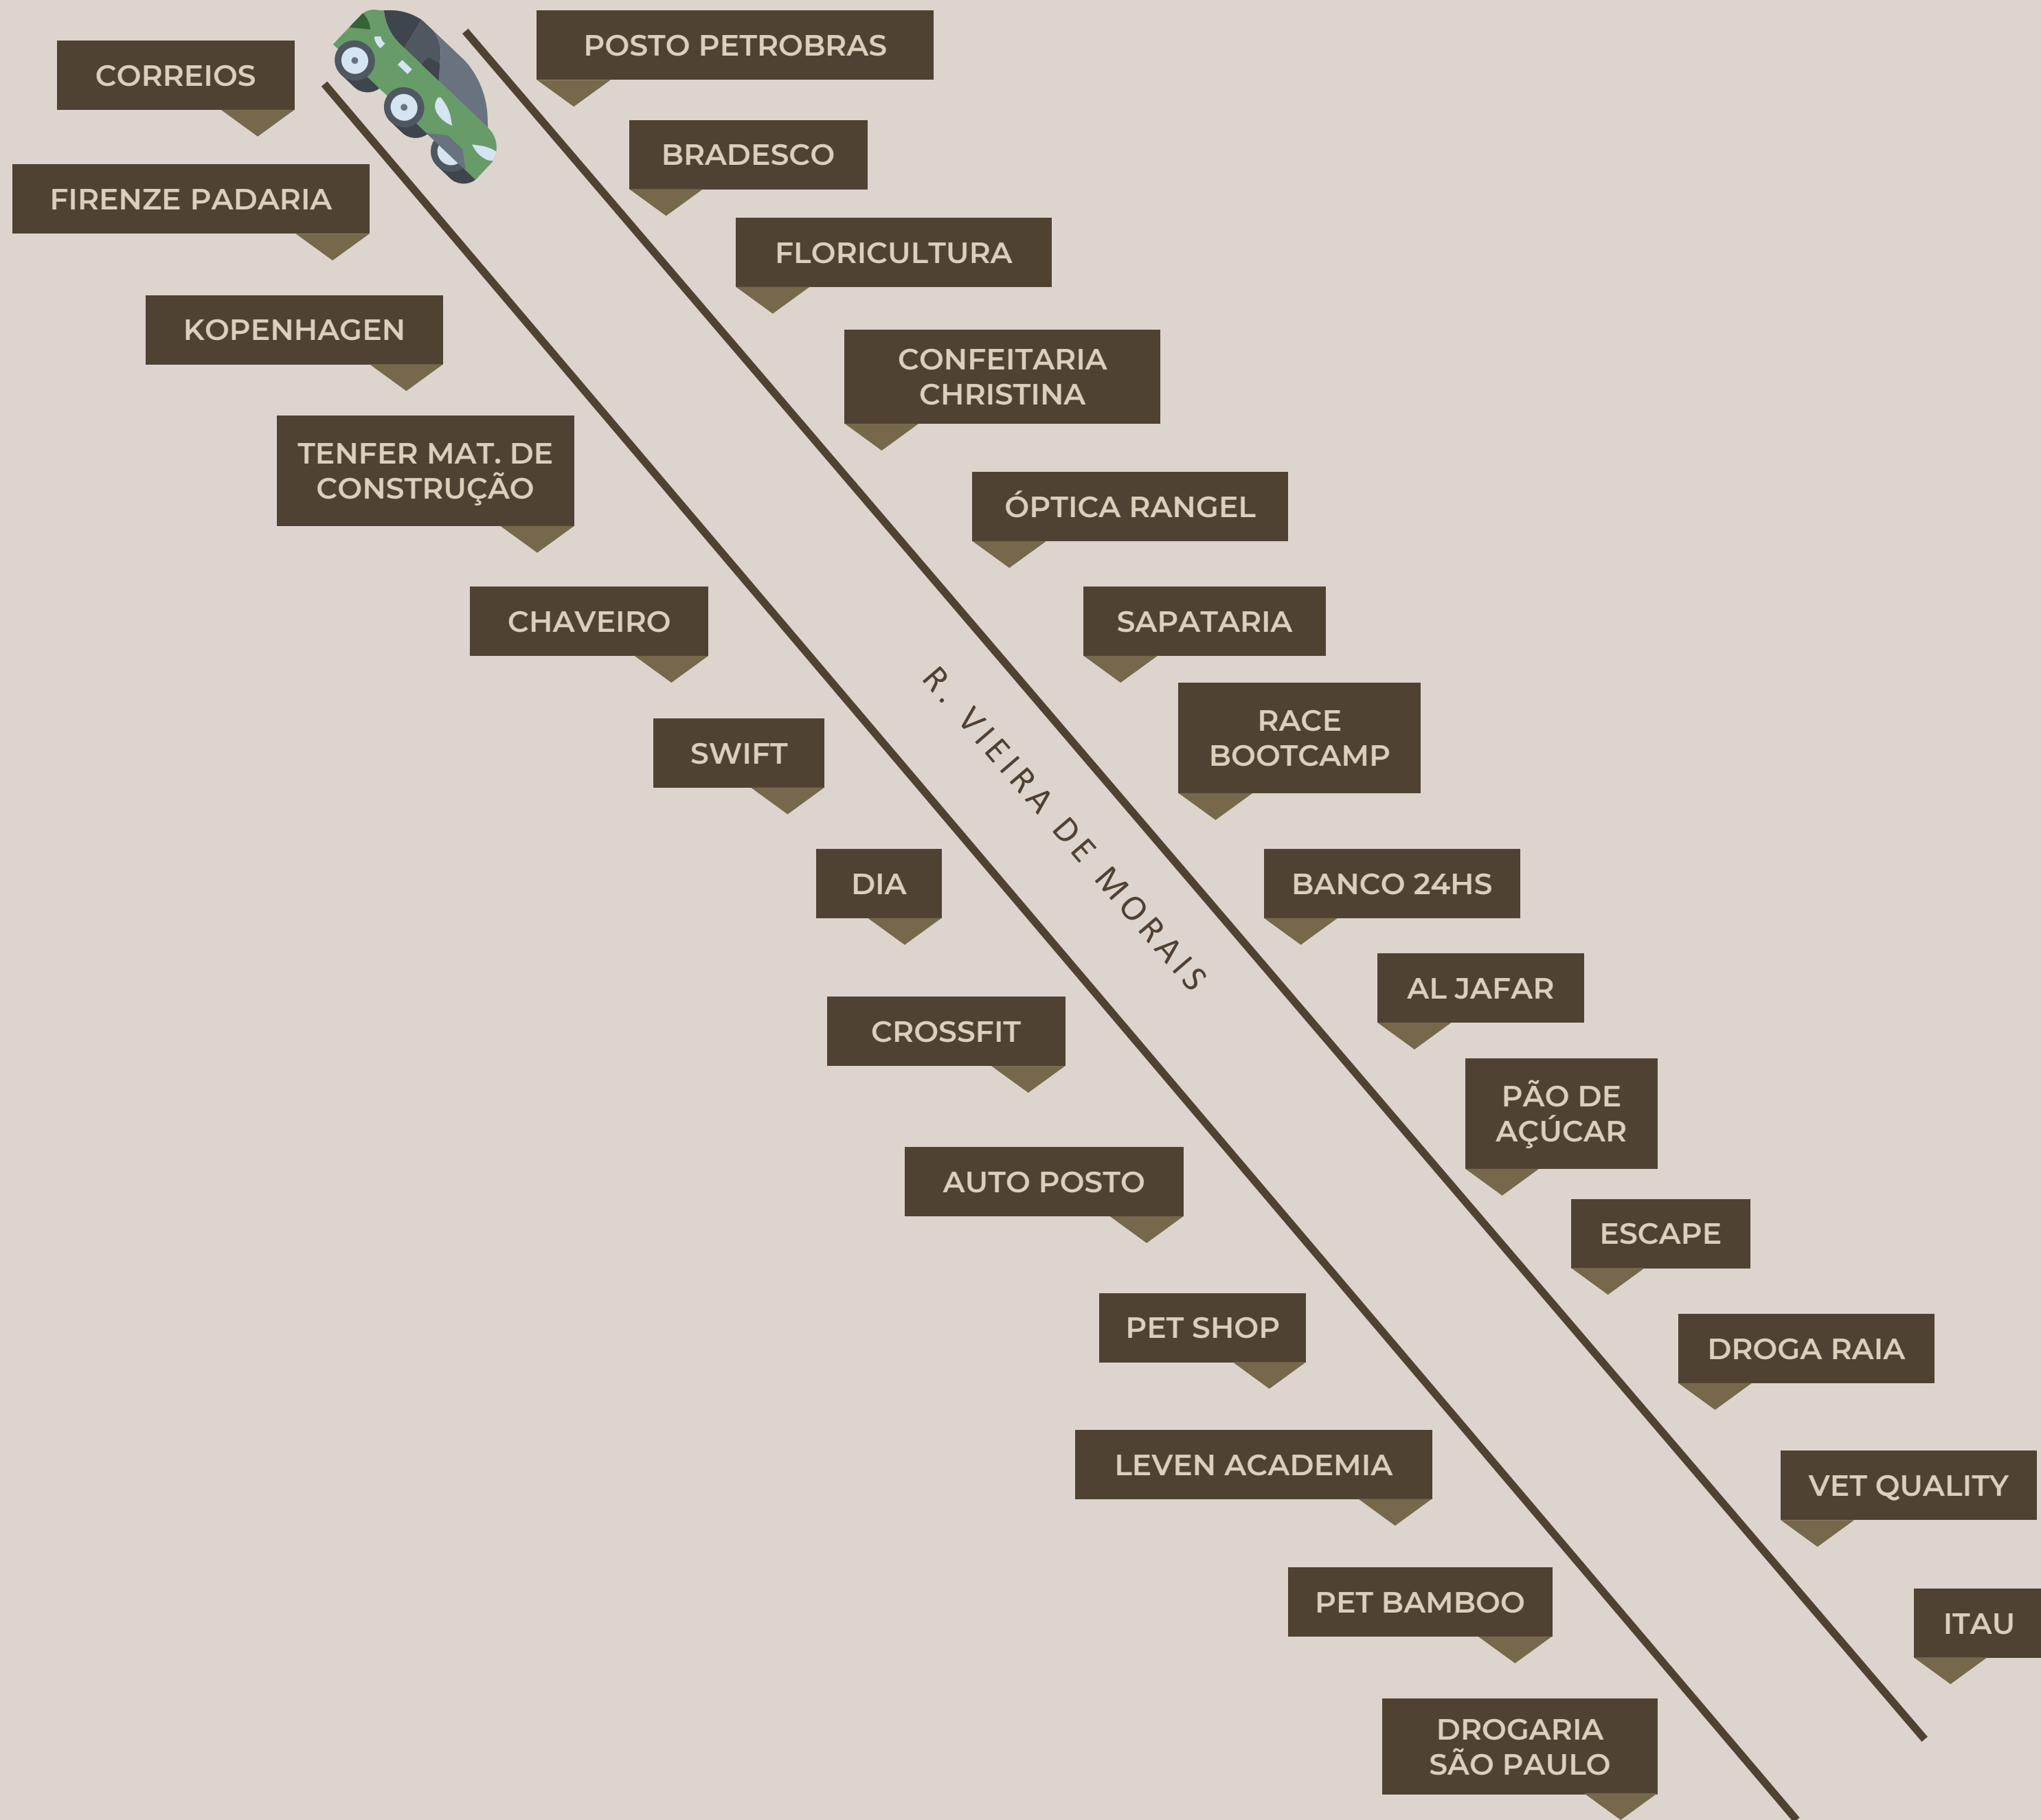 POSTO PETROBRAS
CORREIOS
BRADESCO
FIRENZE PADARIA
FLORICULTURA
KOPENHAGEN
CONFEITARIA
CHRISTINA
TENFER MAT. DE
CONSTRUÇÃO
ÓPTICA RANGEL
CHAVEIRO
SAPATARIA
RACE
BOOTCAMP
SWIFT
R. VIEIRA DE MORAIS
DIA
BANCO 24HS
AL JAFAR
CROSSFIT
PÃO DE
AÇÚCAR
AUTO POSTO
ESCAPE
PET SHOP
DROGA RAIA
LEVEN ACADEMIA
VET QUALITY
PET BAMBOO
ITAU
DROGARIA
SÃO PAULO